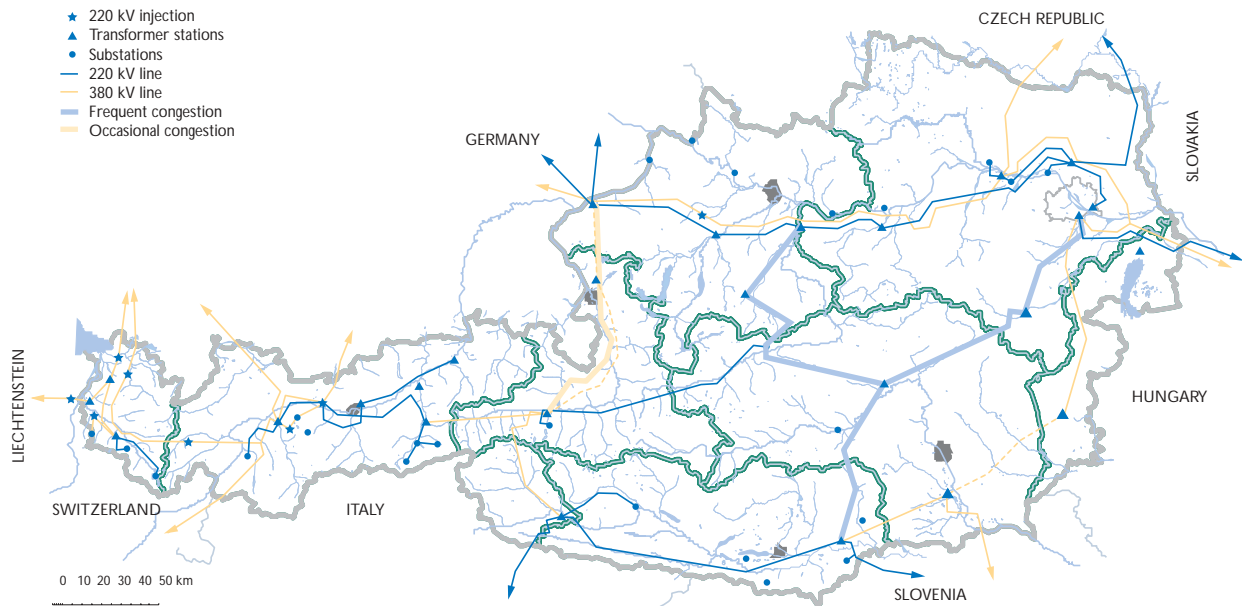 220 kV injection
Transformer stations
Substations
220 kV line
380 kV line
Frequent congestion
Occasional congestion
CZECH REPUBLIC
GERMANY
SLOVAKIA
LIECHTENSTEIN
HUNGARY
SWITZERLAND
ITALY
SLOVENIA
0 10 20 30 40 50 km